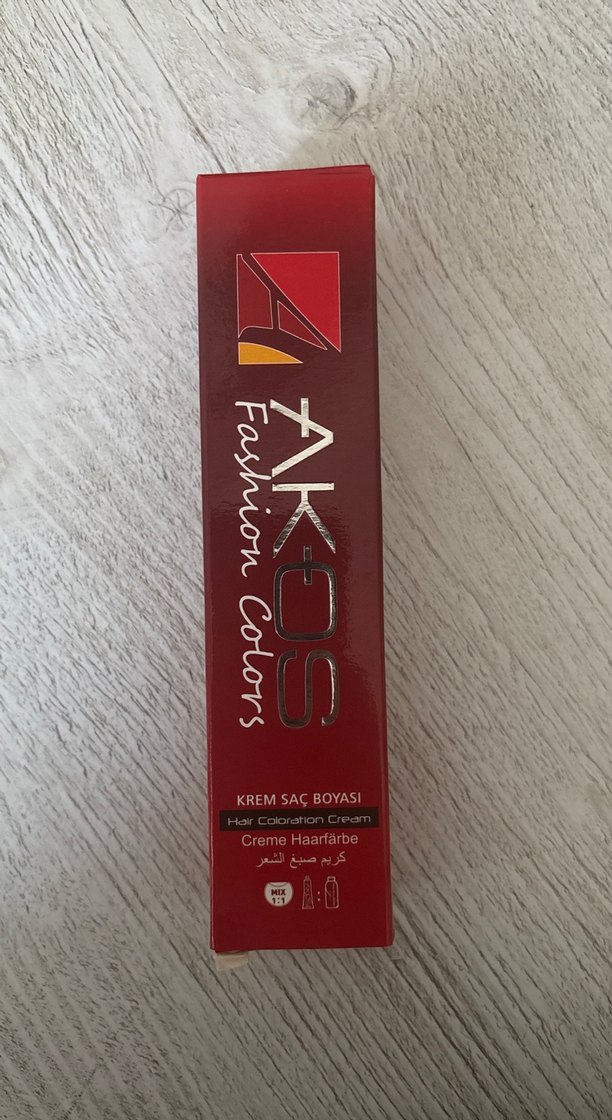 AKOS
Fashion Colors
KREM SAÇ BOYASI
Hair Coloration Cream
Creme Haarfärbe
كريم صبغ الشعر
MIX
1:1
: